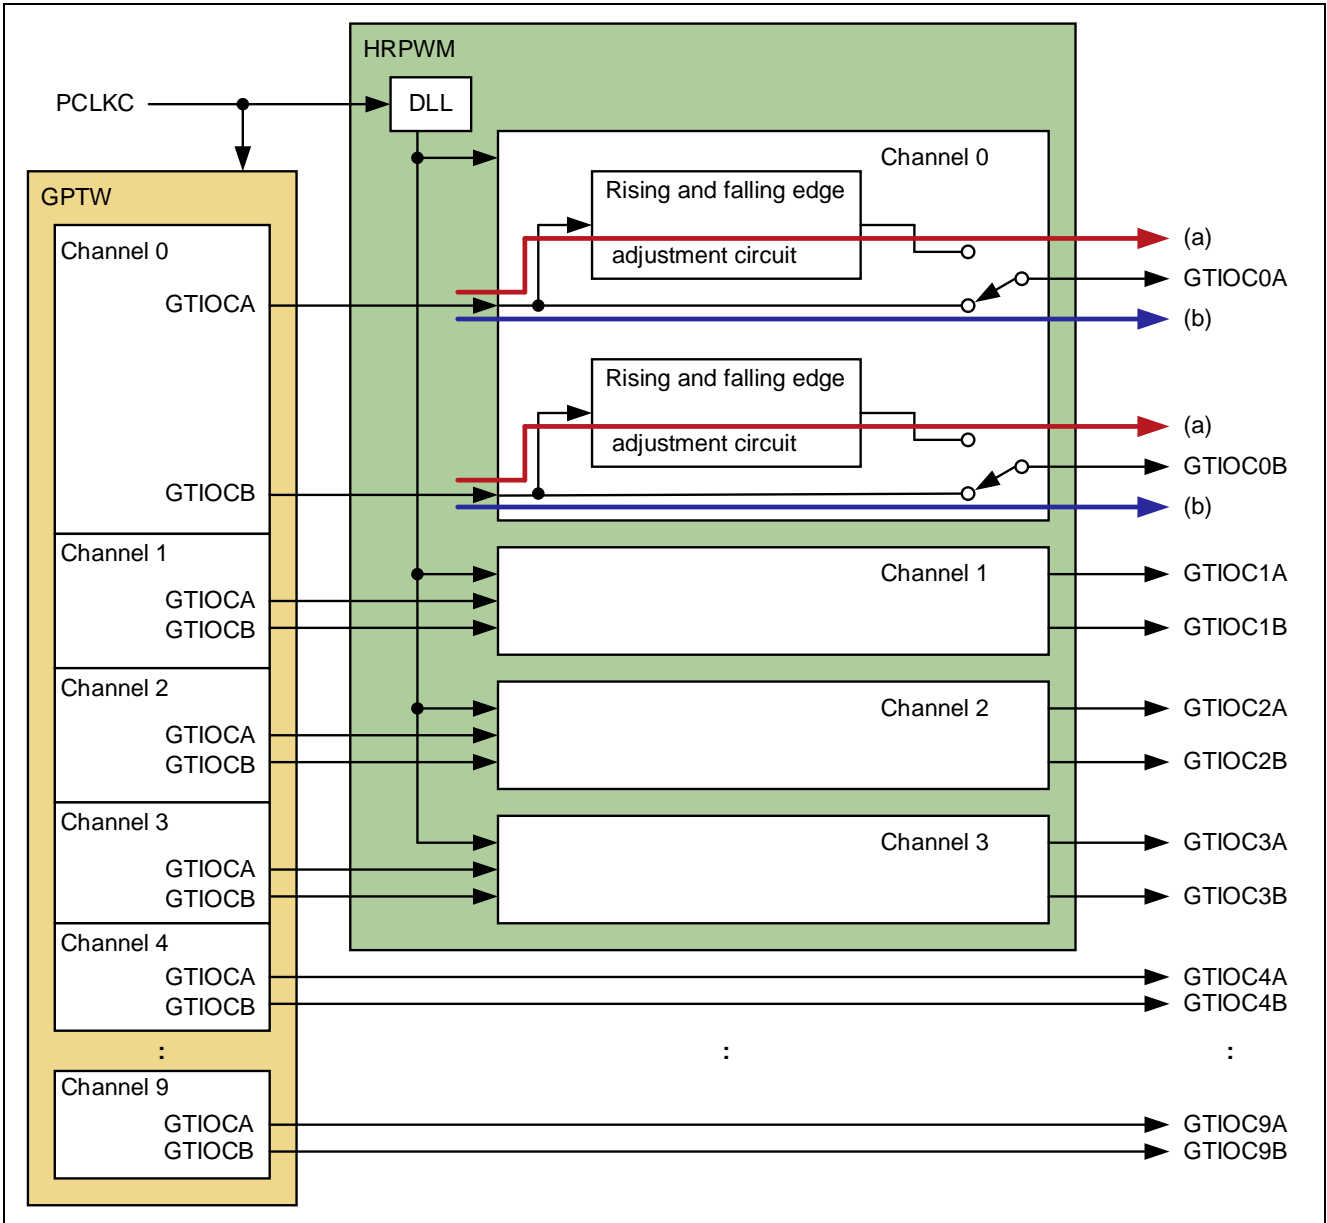 HRPWM
PCLKC
DLL
Channel 0
Rising and falling edge
adjustment circuit
(a)
GTIOC0A
(b)
Rising and falling edge
adjustment circuit
(a)
GTIOC0B
(b)
GPTW
Channel 0
GTIOCA
GTIOCB
Channel 1
GTIOCA
GTIOCB
Channel 1
GTIOC1A
GTIOC1B
Channel 2
GTIOCA
GTIOCB
Channel 2
GTIOC2A
GTIOC2B
Channel 3
GTIOCA
GTIOCB
Channel 3
GTIOC3A
GTIOC3B
Channel 4
GTIOCA
GTIOCB
GTIOC4A
GTIOC4B
: : :
Channel 9
GTIOCA
GTIOCB
GTIOC9A
GTIOC9B